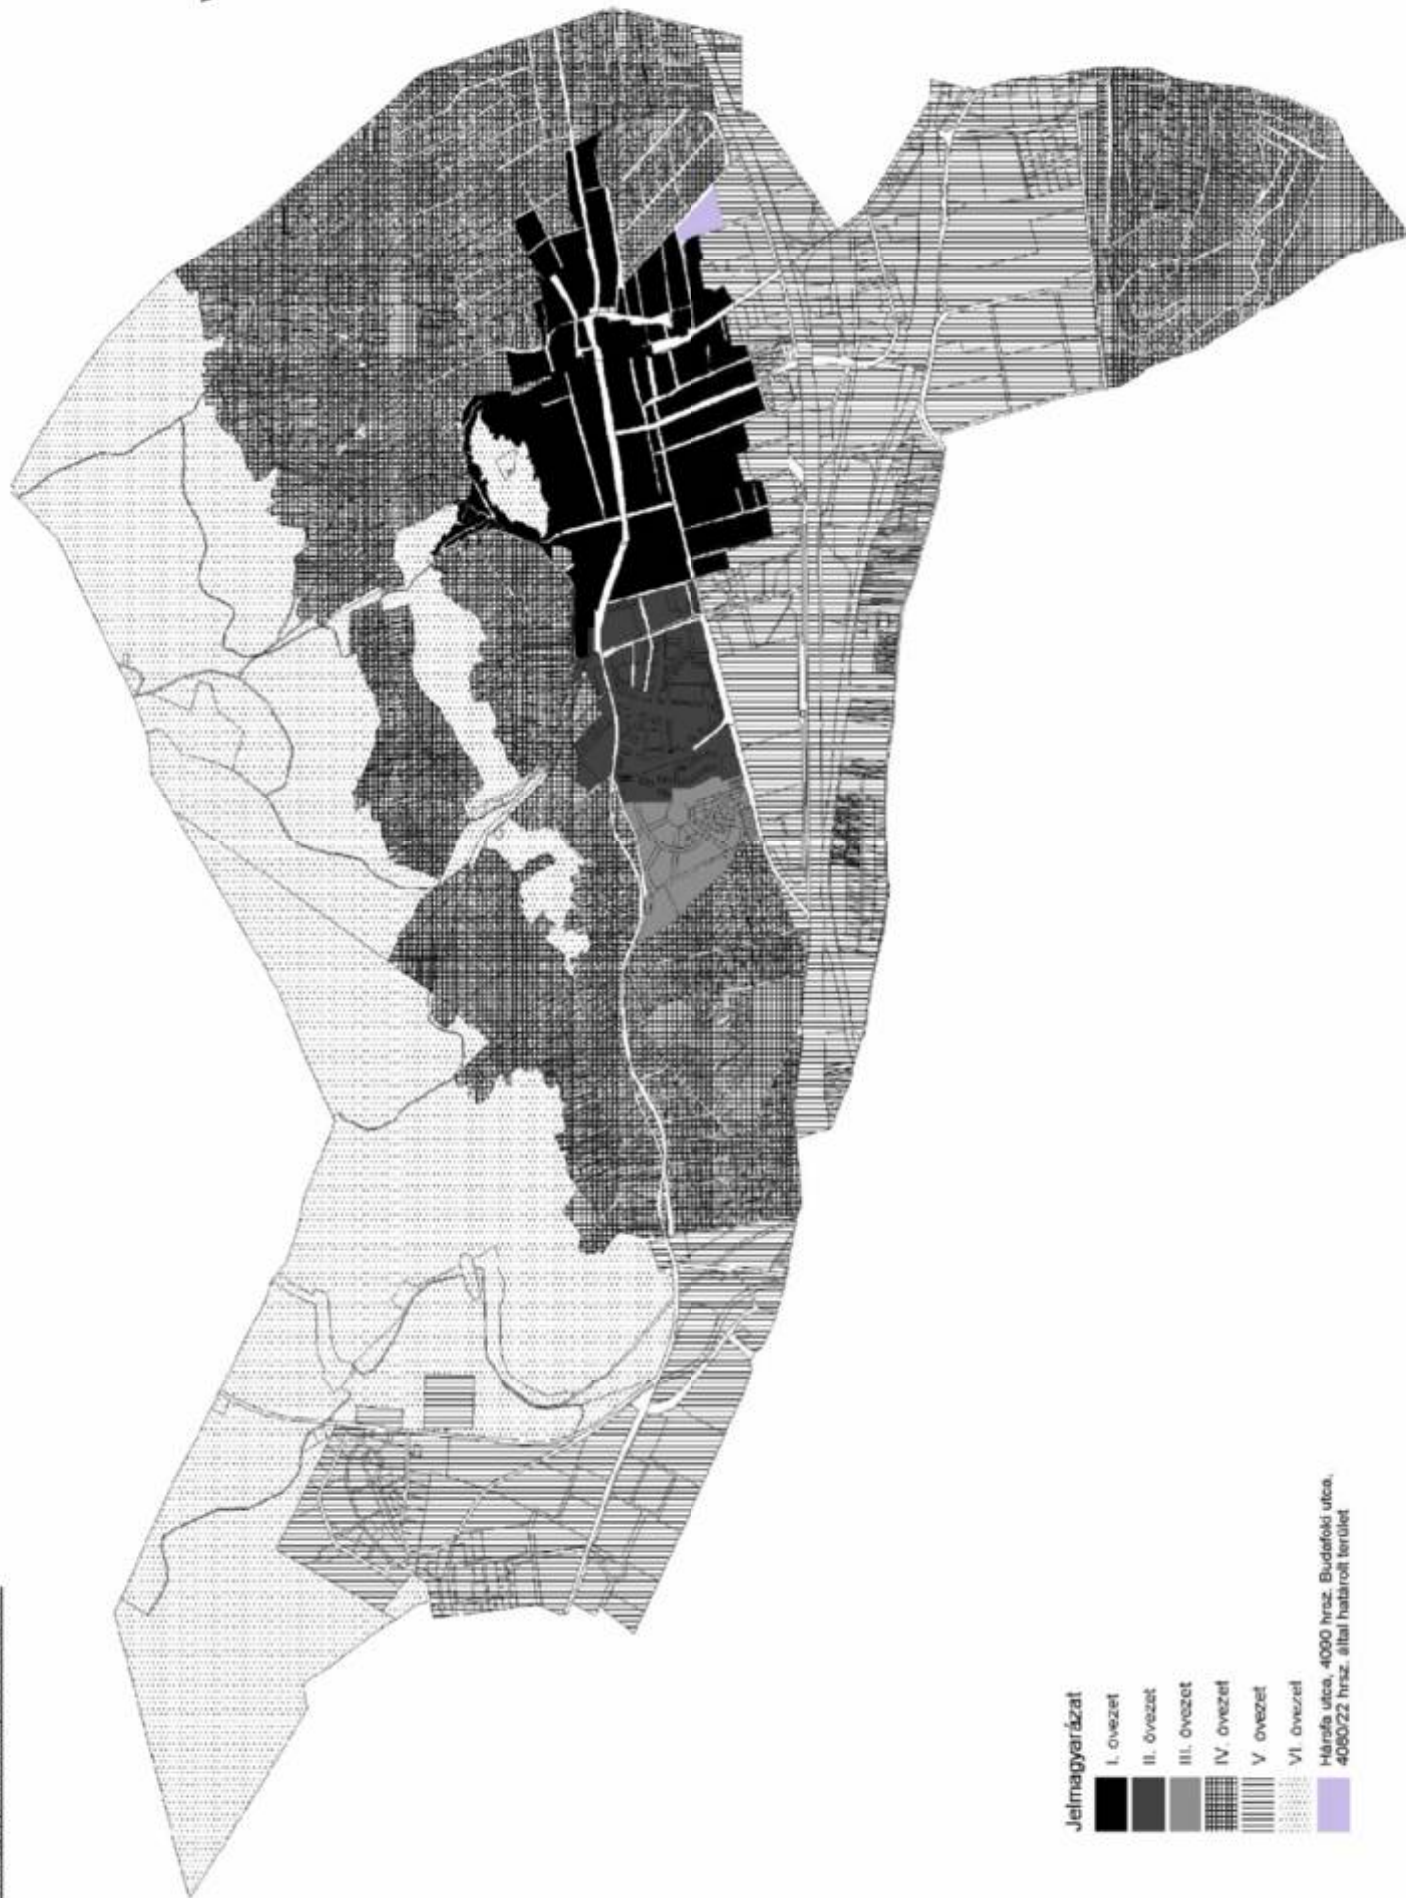 Jelmagyarázat
I. övezet
II. övezet
III. övezet
IV. övezet
V. övezet
VI. övezet
Hársfa utca, 4090 hrsz. Budafoki utca,
4080/22 hrsz. által határolt terület